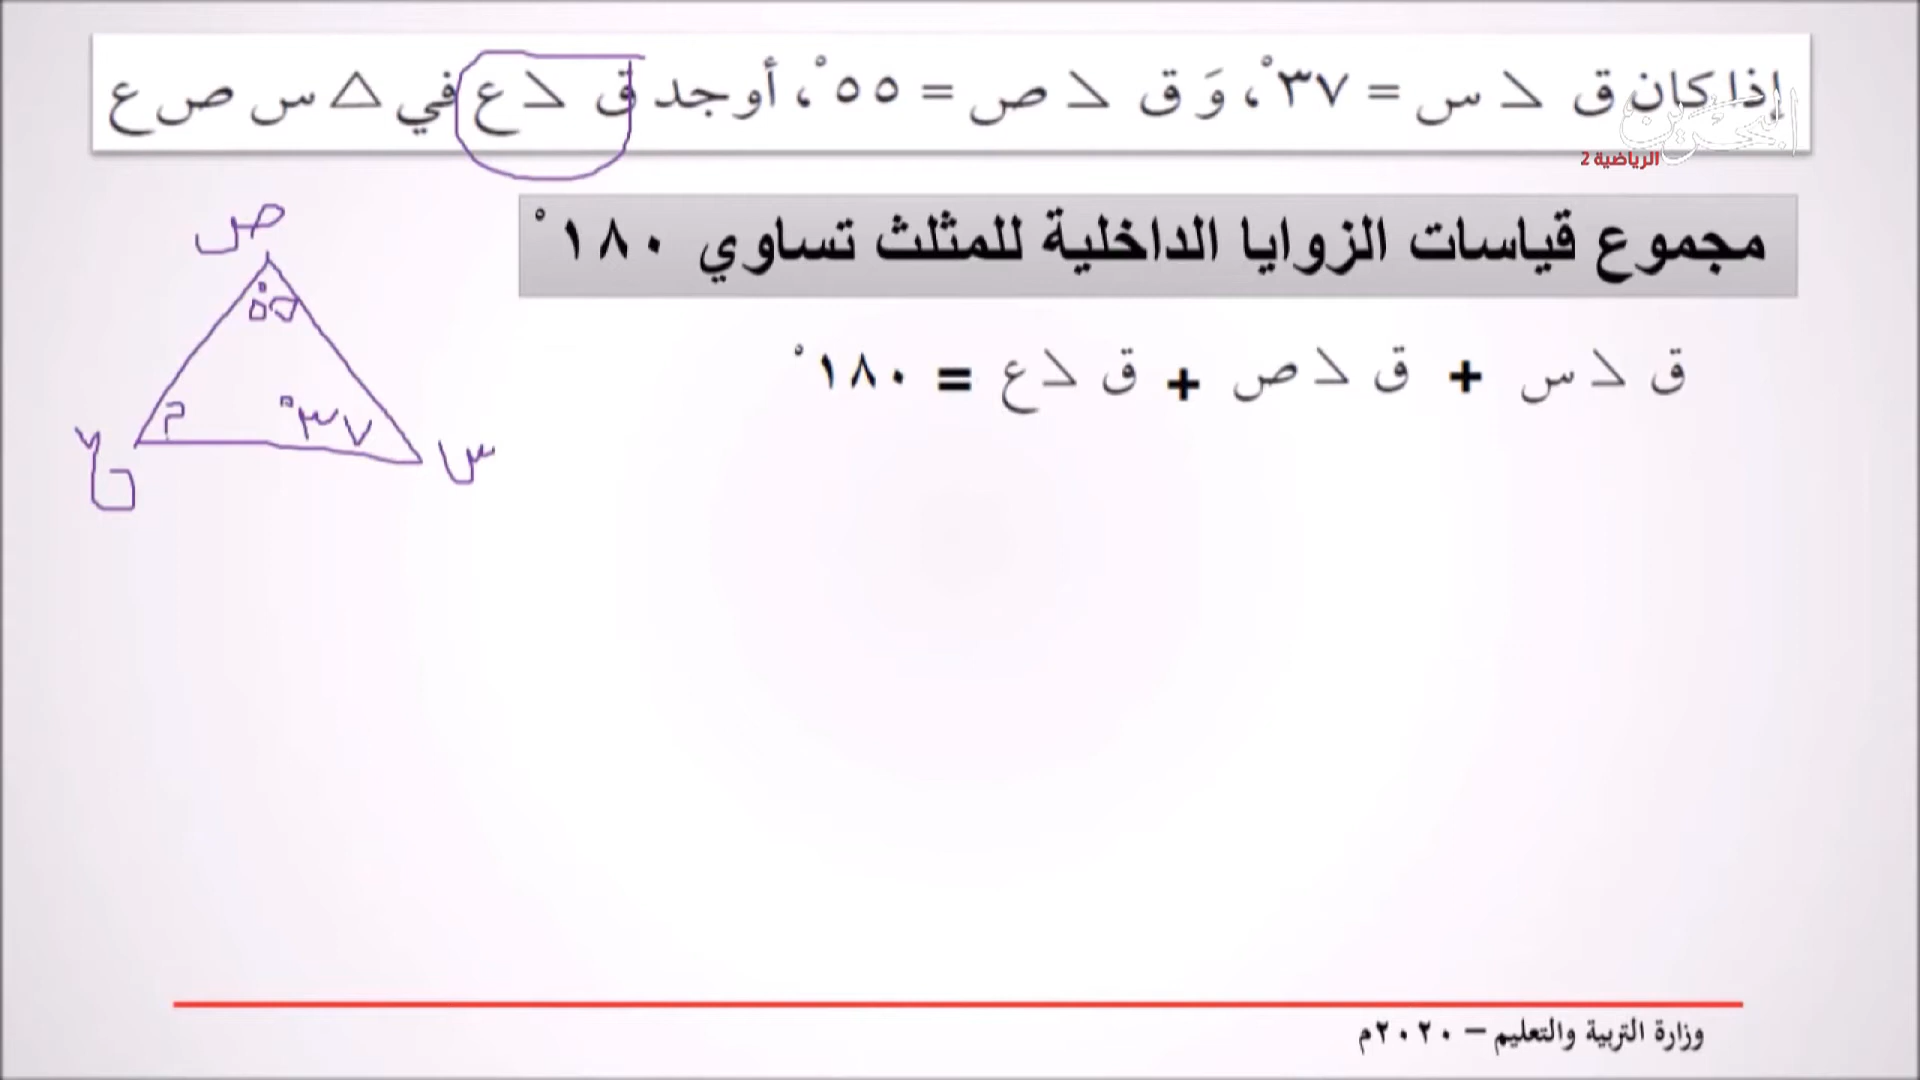 إذا كان ق ∠ س = ٣٧°، وَ ق ∠ ص = ٥٥°، أوجد ق ∠ ع في △ س ص ع
البحرين
الرياضية 2
مجموع قياسات الزوايا الداخلية للمثلث تساوي ١٨٠°
ص
ق ∠ س + ق ∠ ص + ق ∠ ع = ١٨٠°
٥٥°
٣٧°
؟
س
ع
وزارة التربية والتعليم – ٢٠٢٠م